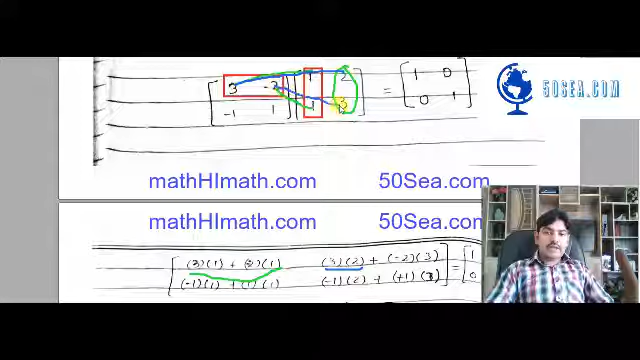 50SEA.COM
[ 3 -2 ] [ 1 2 ] = [ 1 0 ]
[ -1 1 ] [ 1 3 ] [ 0 1 ]
mathHImath.com 50Sea.com
mathHImath.com 50Sea.com
(3)(1) + (-2)(1) (3)(2) + (-2)(3) = [1
(-1)(1) + (1)(1) (-1)(2) + (+1)(3) [0